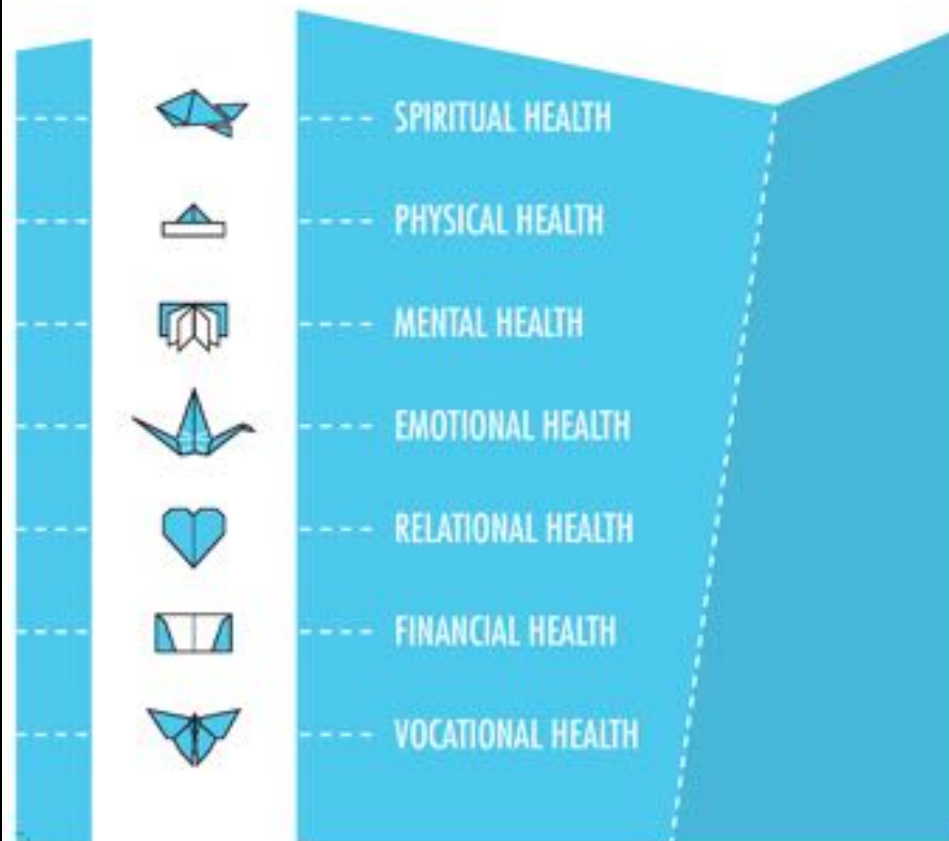 SPIRITUAL HEALTH
PHYSICAL HEALTH
MENTAL HEALTH
EMOTIONAL HEALTH
RELATIONAL HEALTH
FINANCIAL HEALTH
VOCATIONAL HEALTH